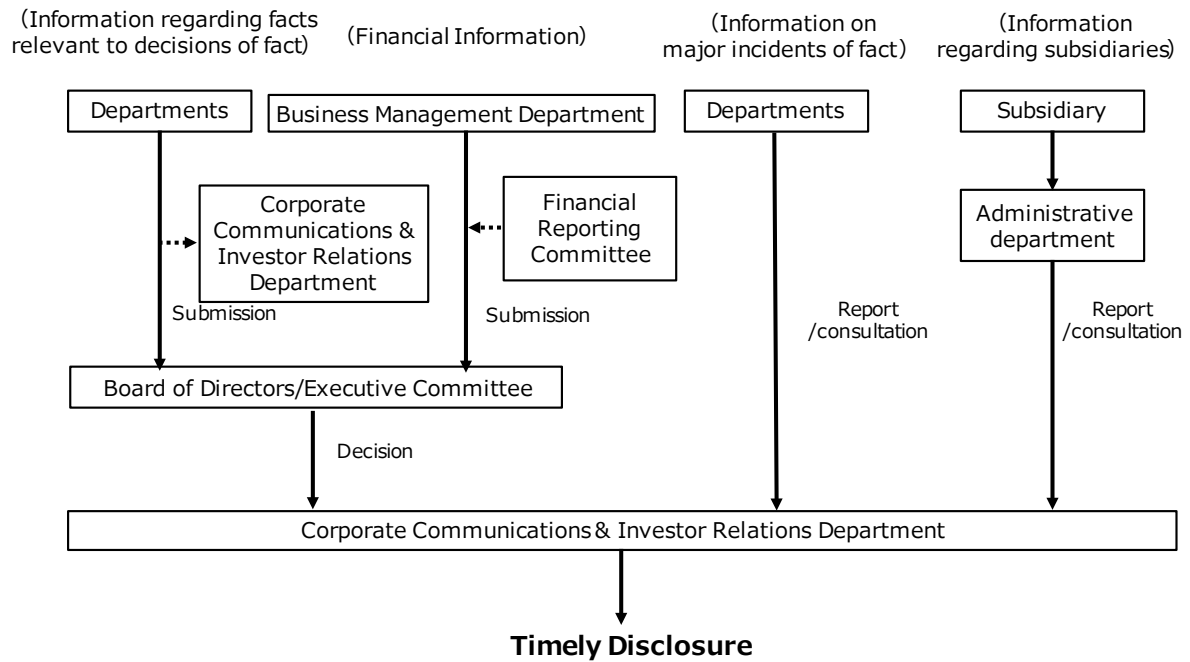 (Information regarding facts
relevant to decisions of fact)
(Financial Information)
(Information on
major incidents of fact)
(Information
regarding subsidiaries)
Departments
Business Management Department
Departments
Subsidiary
Corporate
Communications &
Investor Relations
Department
Financial
Reporting
Committee
Administrative
department
Submission
Submission
Report
/consultation
Report
/consultation
Board of Directors/Executive Committee
Decision
Corporate Communications & Investor Relations Department
Timely Disclosure